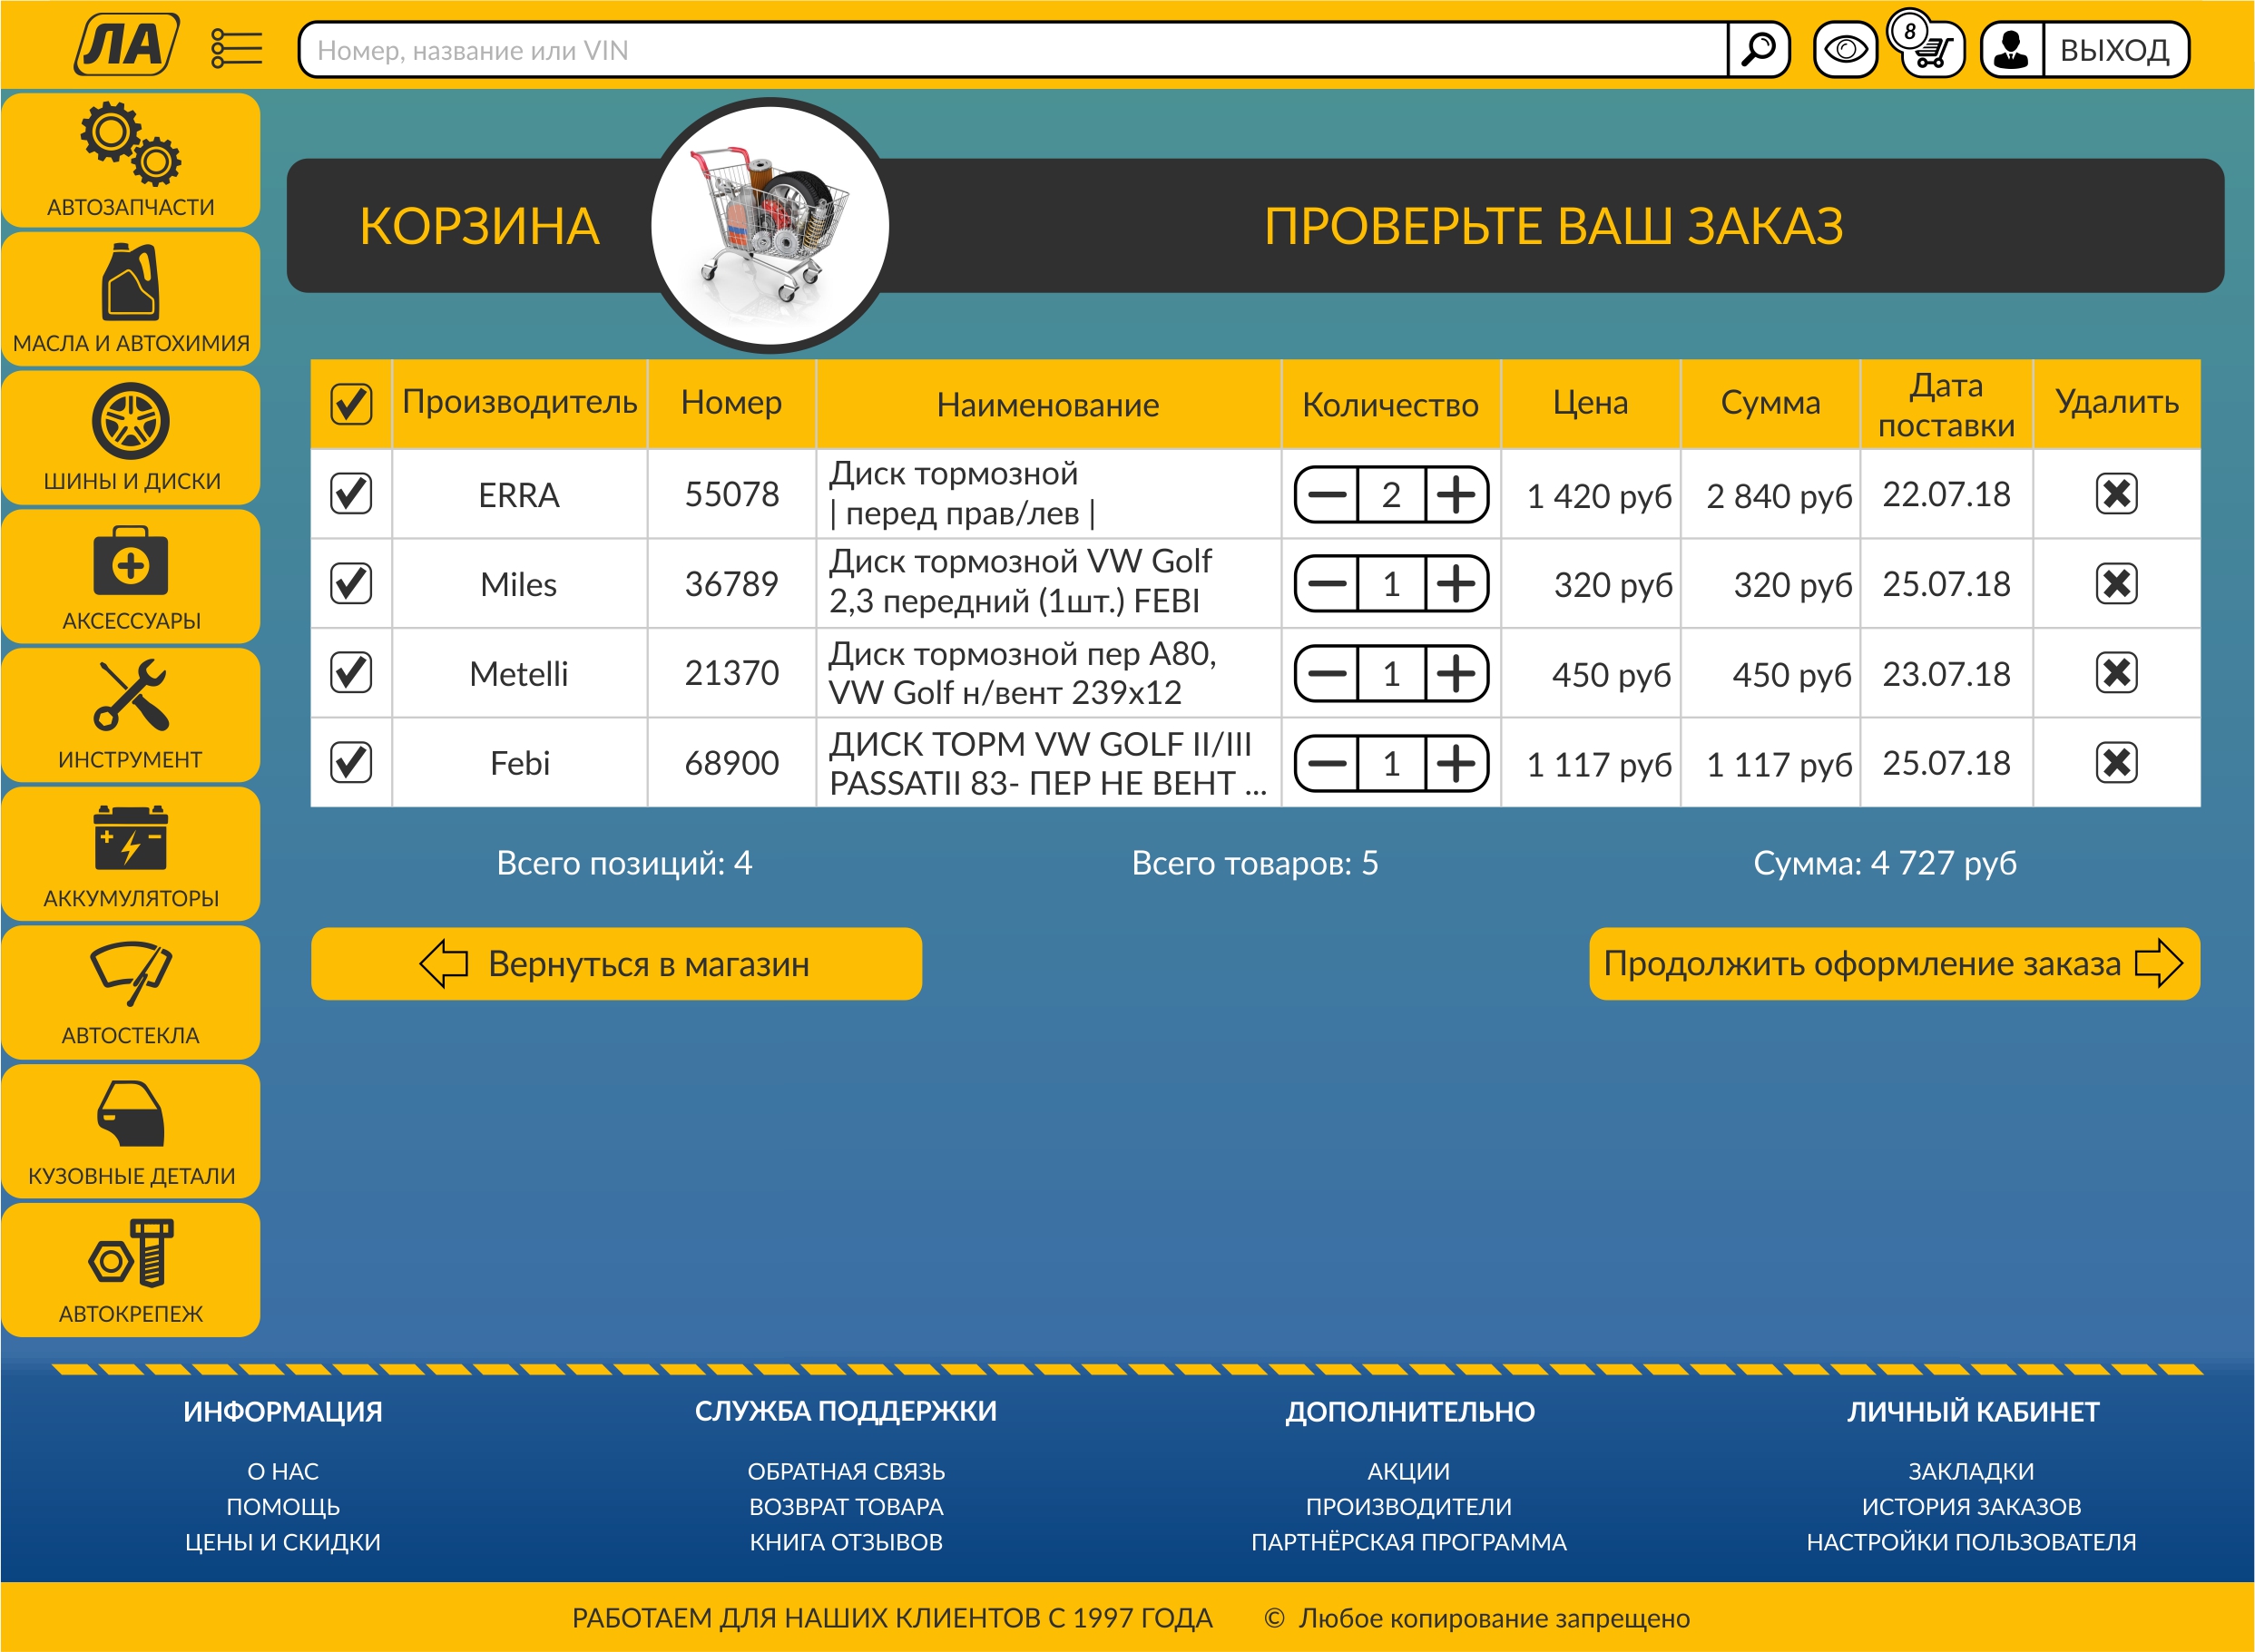 ЛА
Номер, название или VIN
8
ВЫХОД
АВТОЗАПЧАСТИ
МАСЛА И АВТОХИМИЯ
ШИНЫ И ДИСКИ
АКСЕССУАРЫ
ИНСТРУМЕНТ
АККУМУЛЯТОРЫ
АВТОСТЕКЛА
КУЗОВНЫЕ ДЕТАЛИ
АВТОКРЕПЕЖ
КОРЗИНА
ПРОВЕРЬТЕ ВАШ ЗАКАЗ
Производитель
Номер
Наименование
Количество
Цена
Сумма
Дата
поставки
Удалить
ERRA
55078
Диск тормозной
| перед прав/лев |
2
1 420 руб
2 840 руб
22.07.18
Miles
36789
Диск тормозной VW Golf
2,3 передний (1шт.) FEBI
1
320 руб
320 руб
25.07.18
Metelli
21370
Диск тормозной пер A80,
VW Golf н/вент 239x12
1
450 руб
450 руб
23.07.18
Febi
68900
ДИСК ТОРМ VW GOLF II/III
PASSATII 83- ПЕР НЕ ВЕНТ ...
1
1 117 руб
1 117 руб
25.07.18
Всего позиций: 4
Всего товаров: 5
Сумма: 4 727 руб
Вернуться в магазин
Продолжить оформление заказа
ИНФОРМАЦИЯ
О НАС
ПОМОЩЬ
ЦЕНЫ И СКИДКИ
СЛУЖБА ПОДДЕРЖКИ
ОБРАТНАЯ СВЯЗЬ
ВОЗВРАТ ТОВАРА
КНИГА ОТЗЫВОВ
ДОПОЛНИТЕЛЬНО
АКЦИИ
ПРОИЗВОДИТЕЛИ
ПАРТНЁРСКАЯ ПРОГРАММА
ЛИЧНЫЙ КАБИНЕТ
ЗАКЛАДКИ
ИСТОРИЯ ЗАКАЗОВ
НАСТРОЙКИ ПОЛЬЗОВАТЕЛЯ
РАБОТАЕМ ДЛЯ НАШИХ КЛИЕНТОВ С 1997 ГОДА
© Любое копирование запрещено